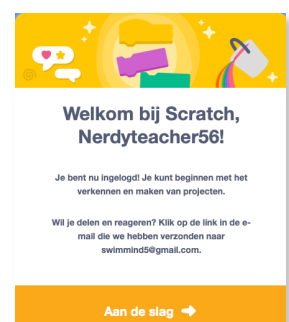 Welkom bij Scratch,
Nerdyteacher56!
Je bent nu ingelogd! Je kunt beginnen met het
verkennen en maken van projecten.
Wil je delen en reageren? Klik op de link in de e-
mail die we hebben verzonden naar
swimmind5@gmail.com.
Aan de slag